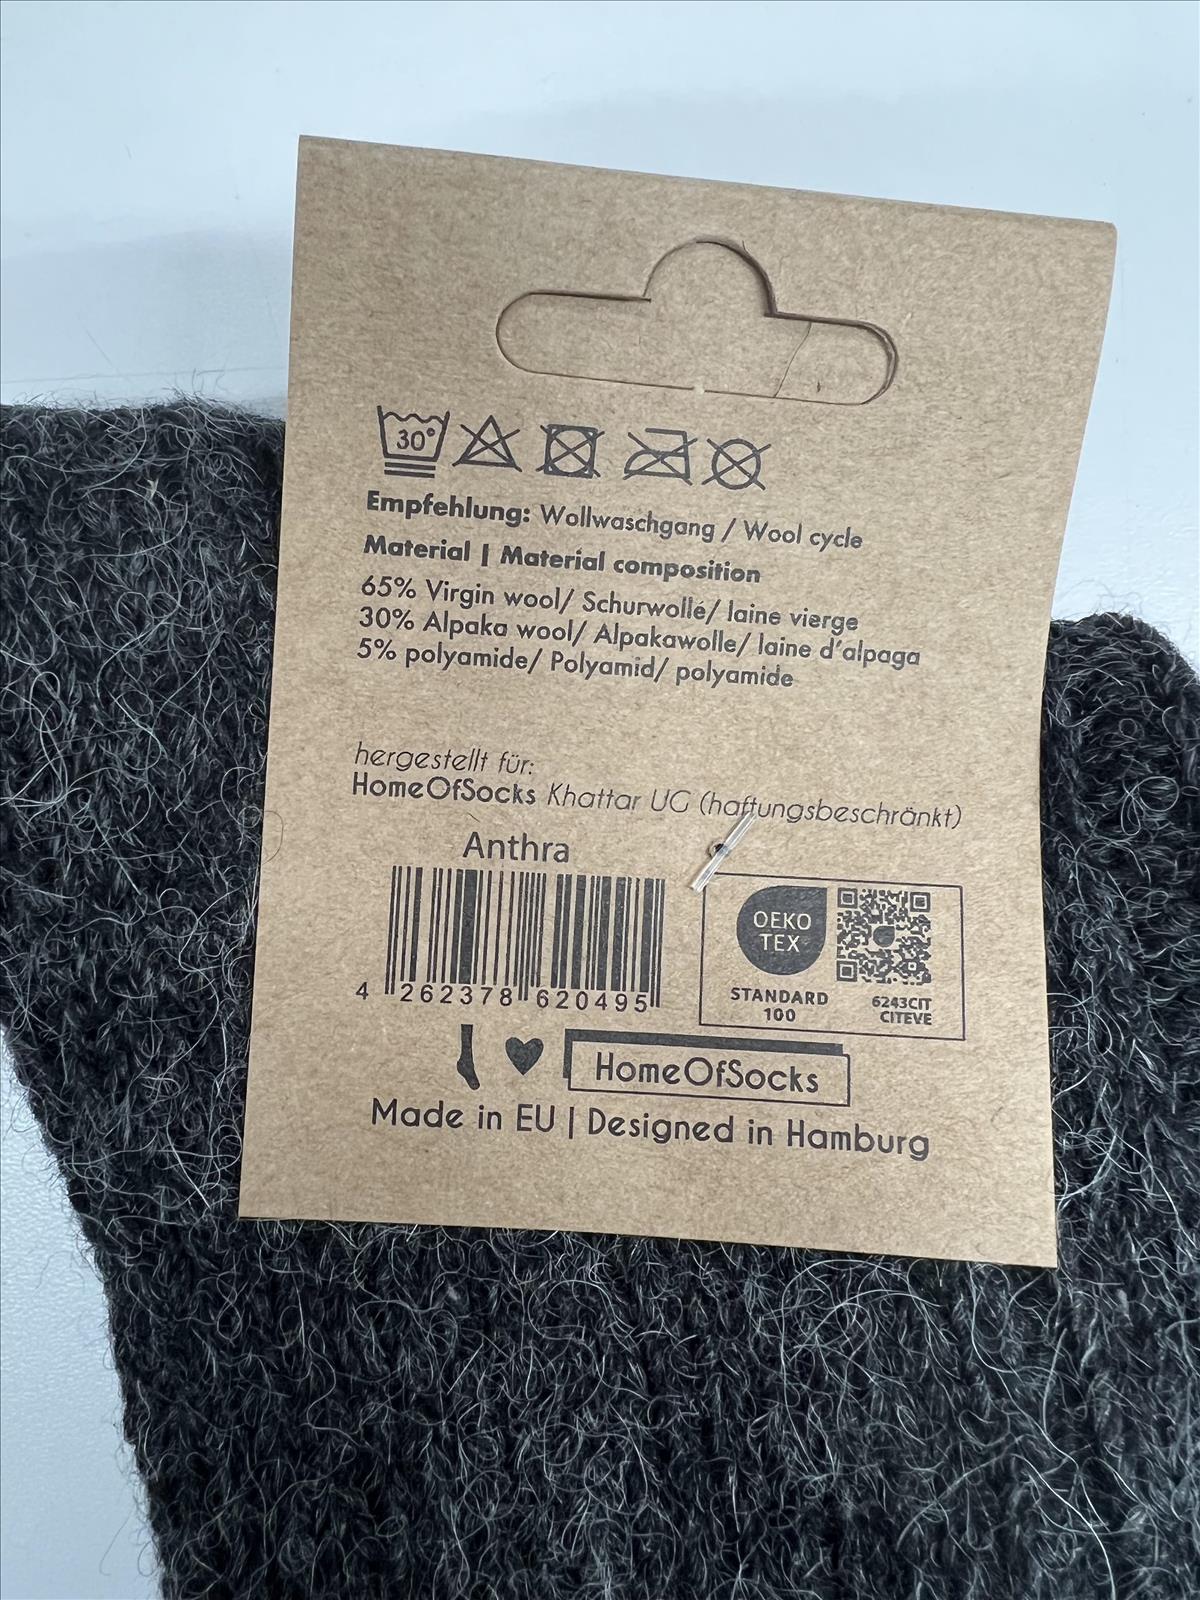 30°
Empfehlung: Wollwaschgang / Wool cycle
Material | Material composition
65% Virgin wool/ Schurwolle/ laine vierge
30% Alpaka wool/ Alpakawolle/ laine d'alpaga
5% polyamide/ Polyamid/ polyamide
hergestellt für:
HomeOfSocks Khattar UG (haftungsbeschränkt)
Anthra
4 262378 620495
OEKO
TEX
STANDARD
100
6243CIT
CITEVE
HomeOfSocks
Made in EU | Designed in Hamburg